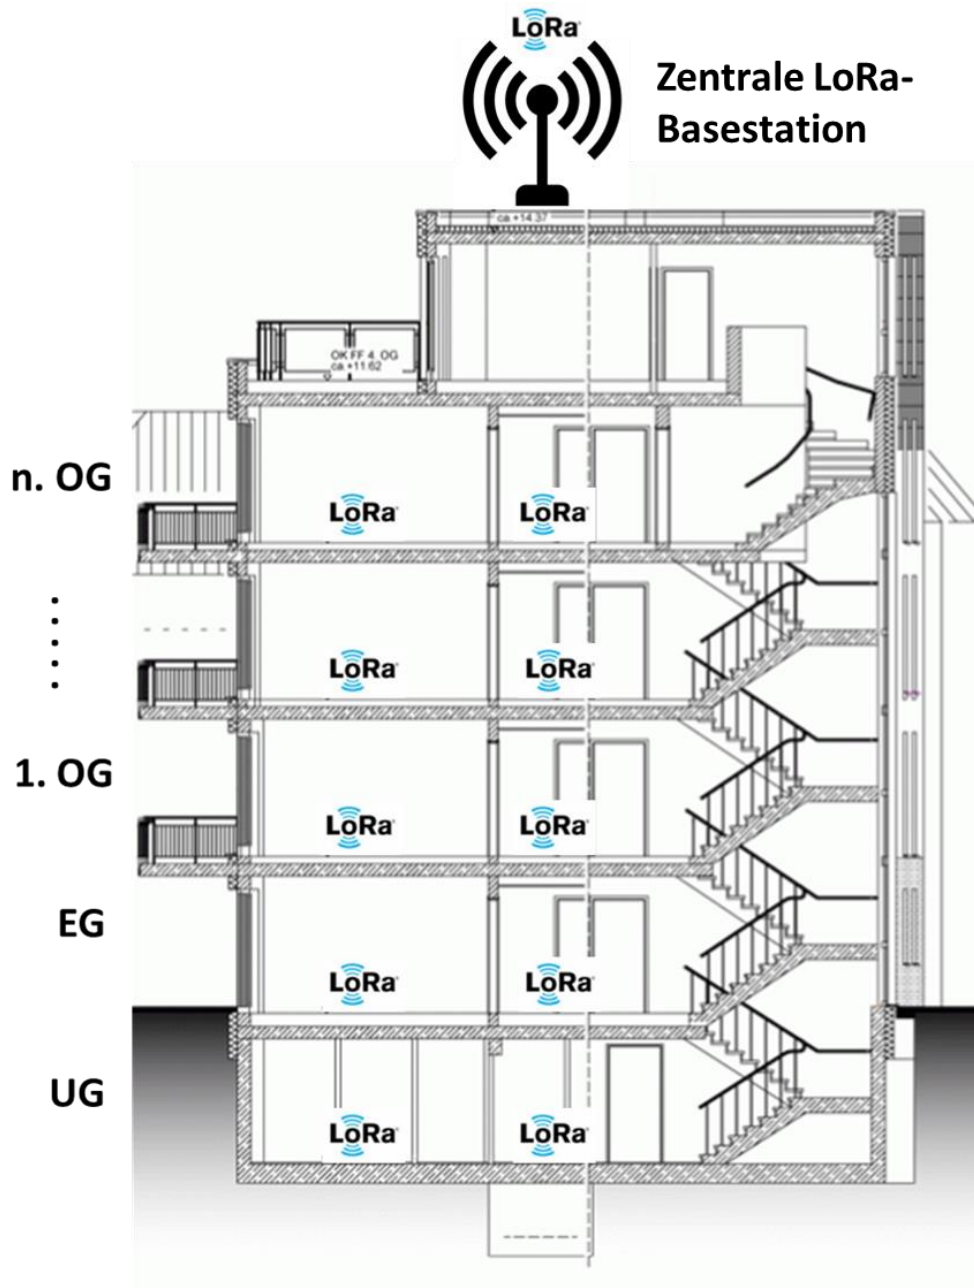 LoRa
Zentrale LoRa-
Basestation
ca.+14.37
OK FF 4. OG
ca.+11.62
n. OG
LoRa LoRa
LoRa LoRa
1. OG
LoRa LoRa
EG
LoRa LoRa
UG
LoRa LoRa